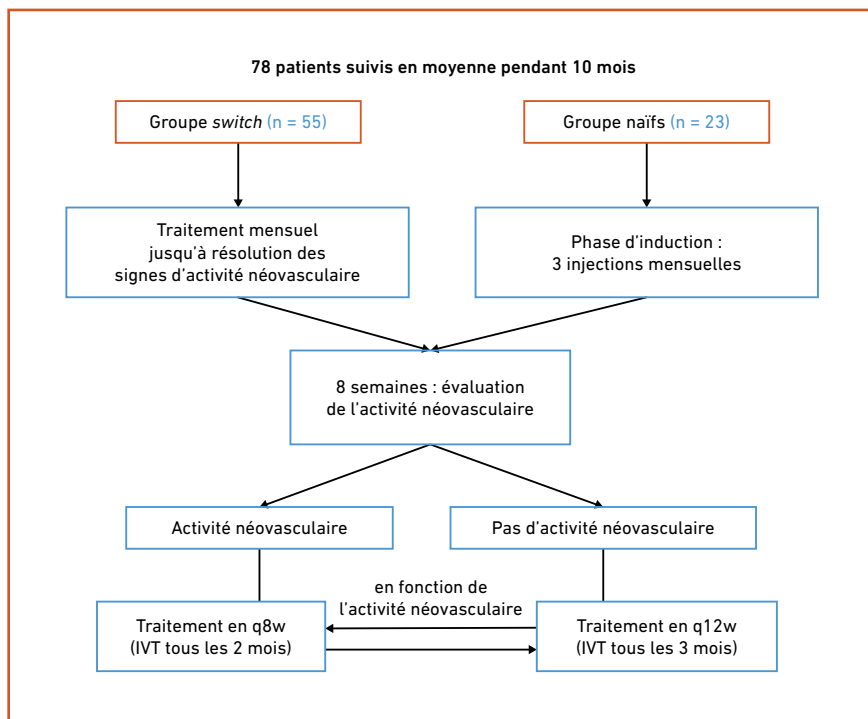 78 patients suivis en moyenne pendant 10 mois
Groupe switch (n = 55)
Groupe naïfs (n = 23)
Traitement mensuel
jusqu'à résolution des
signes d'activité néovasculaire
Phase d'induction :
3 injections mensuelles
8 semaines : évaluation
de l'activité néovasculaire
Activité néovasculaire
Pas d'activité néovasculaire
en fonction de
l'activité néovasculaire
Traitement en q8w
(IVT tous les 2 mois)
Traitement en q12w
(IVT tous les 3 mois)